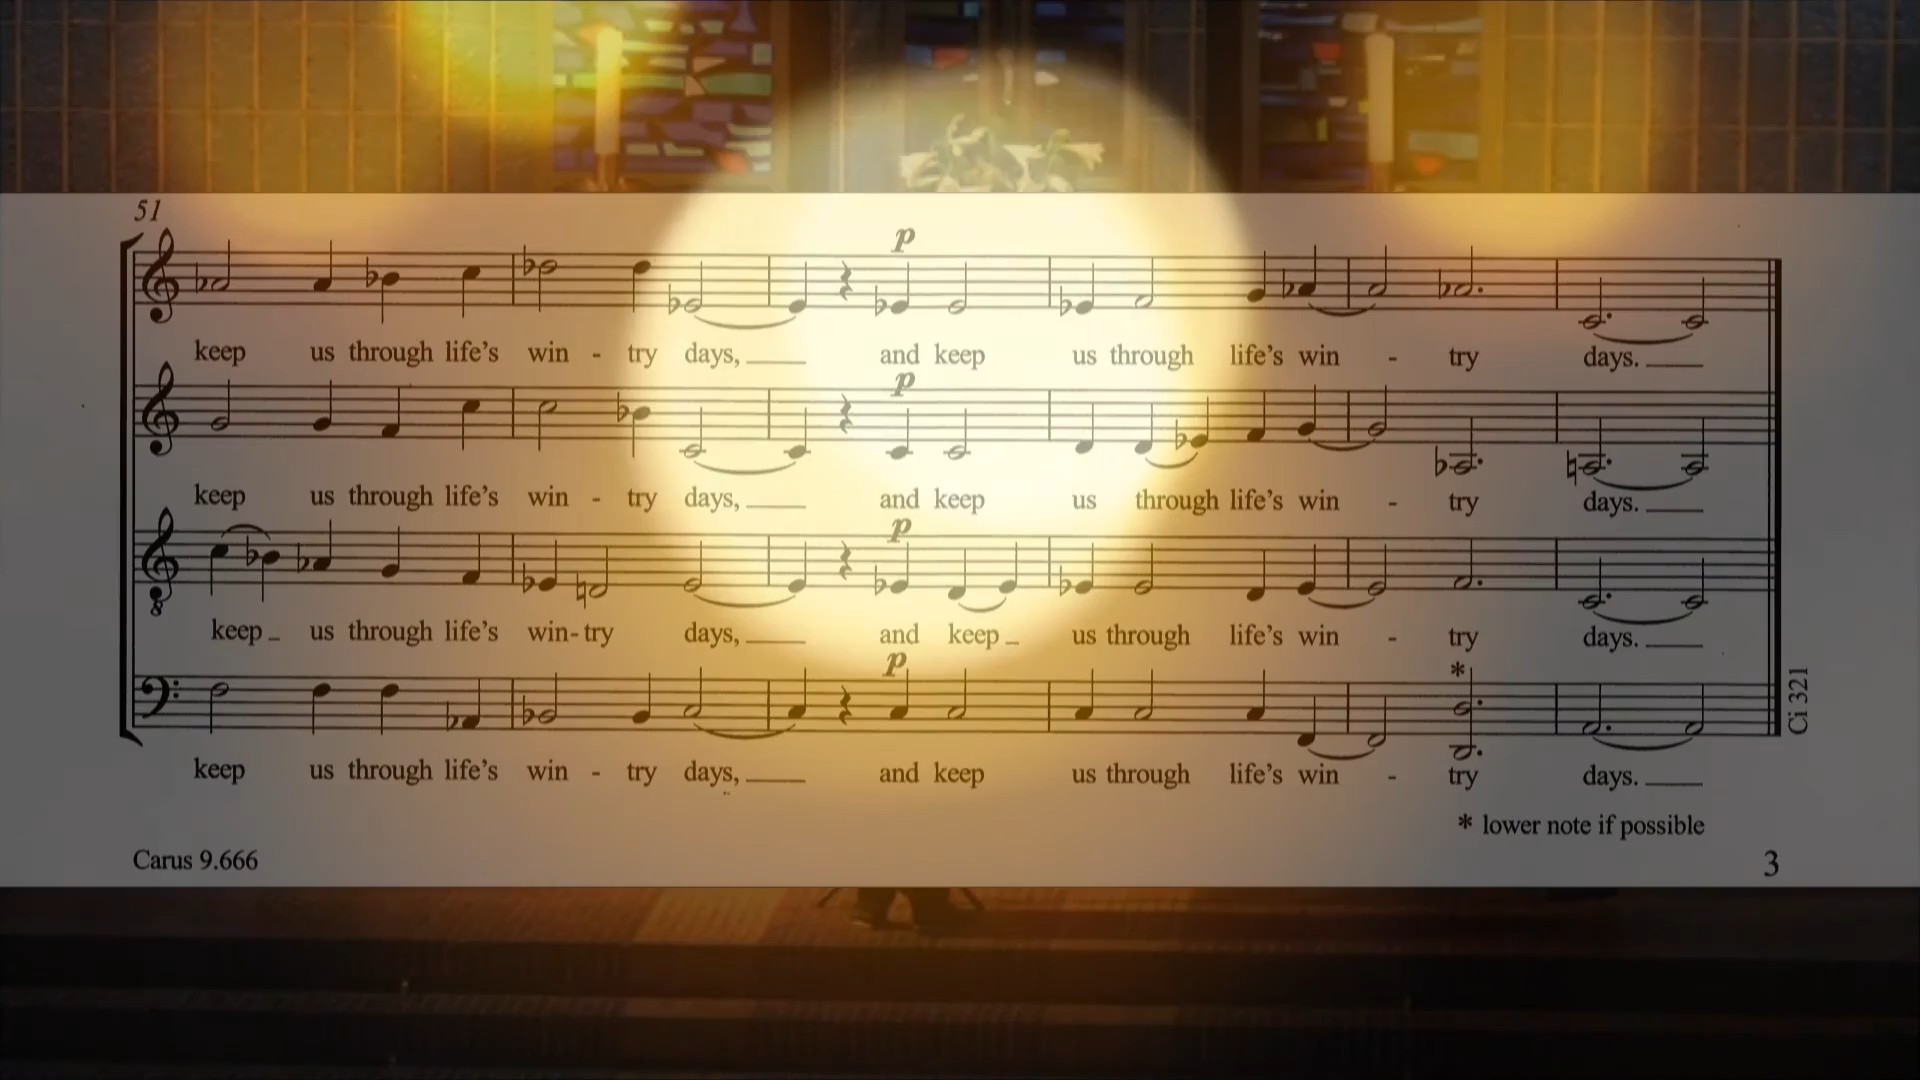 51
p
keep us through life's win - try days, and keep us through life's win - try days.
p
keep us through life's win - try days, and keep us through life's win - try days.
p
keep us through life's win-try days, and keep us through life's win - try days.
p
*
keep us through life's win - try days, and keep us through life's win - try days.
Ci 321
* lower note if possible
Carus 9.666
3